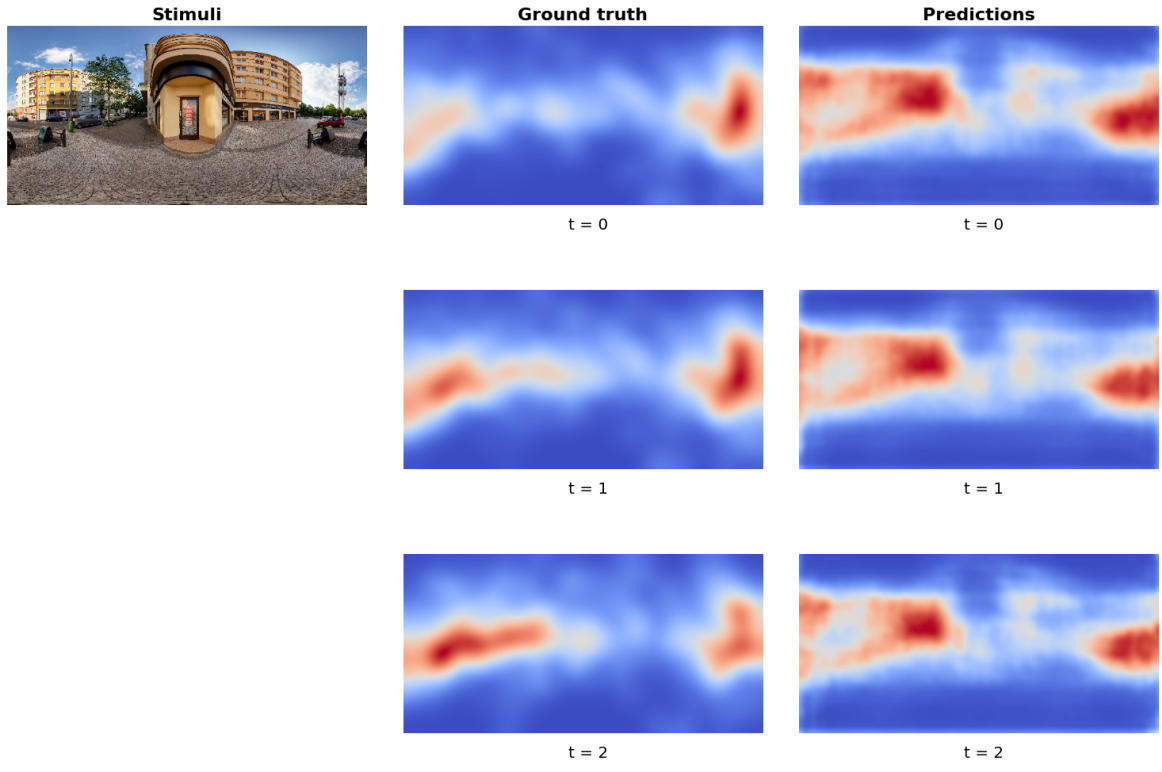 Stimuli Ground truth Predictions
t = 0 t = 0
t = 1 t = 1
t = 2 t = 2